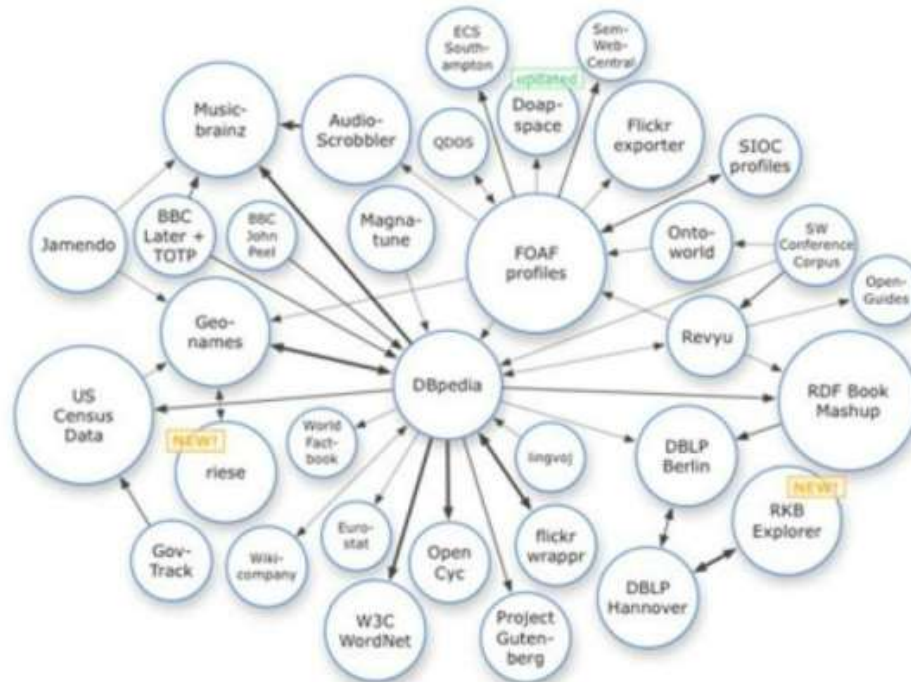 ECS
South-
ampton
Sem-
Web-
Central
updated
Doap-
space
Music-
brainz
Audio-
Scrobbler
QDOS
Flickr
exporter
SIOC
profiles
Jamendo
BBC
Later +
TOTP
BBC
John
Peel
Magna-
tune
FOAF
profiles
Onto-
world
SW
Conference
Corpus
Open-
Guides
Geo-
names
Revyu
US
Census
Data
DBpedia
RDF Book
Mashup
NEW!
riese
World
Fact-
book
lingvoj
DBLP
Berlin
NEW!
RKB
Explorer
Gov-
Track
Wiki-
company
Euro-
stat
Open
Cyc
flickr
wrappr
DBLP
Hannover
W3C
WordNet
Project
Guten-
berg